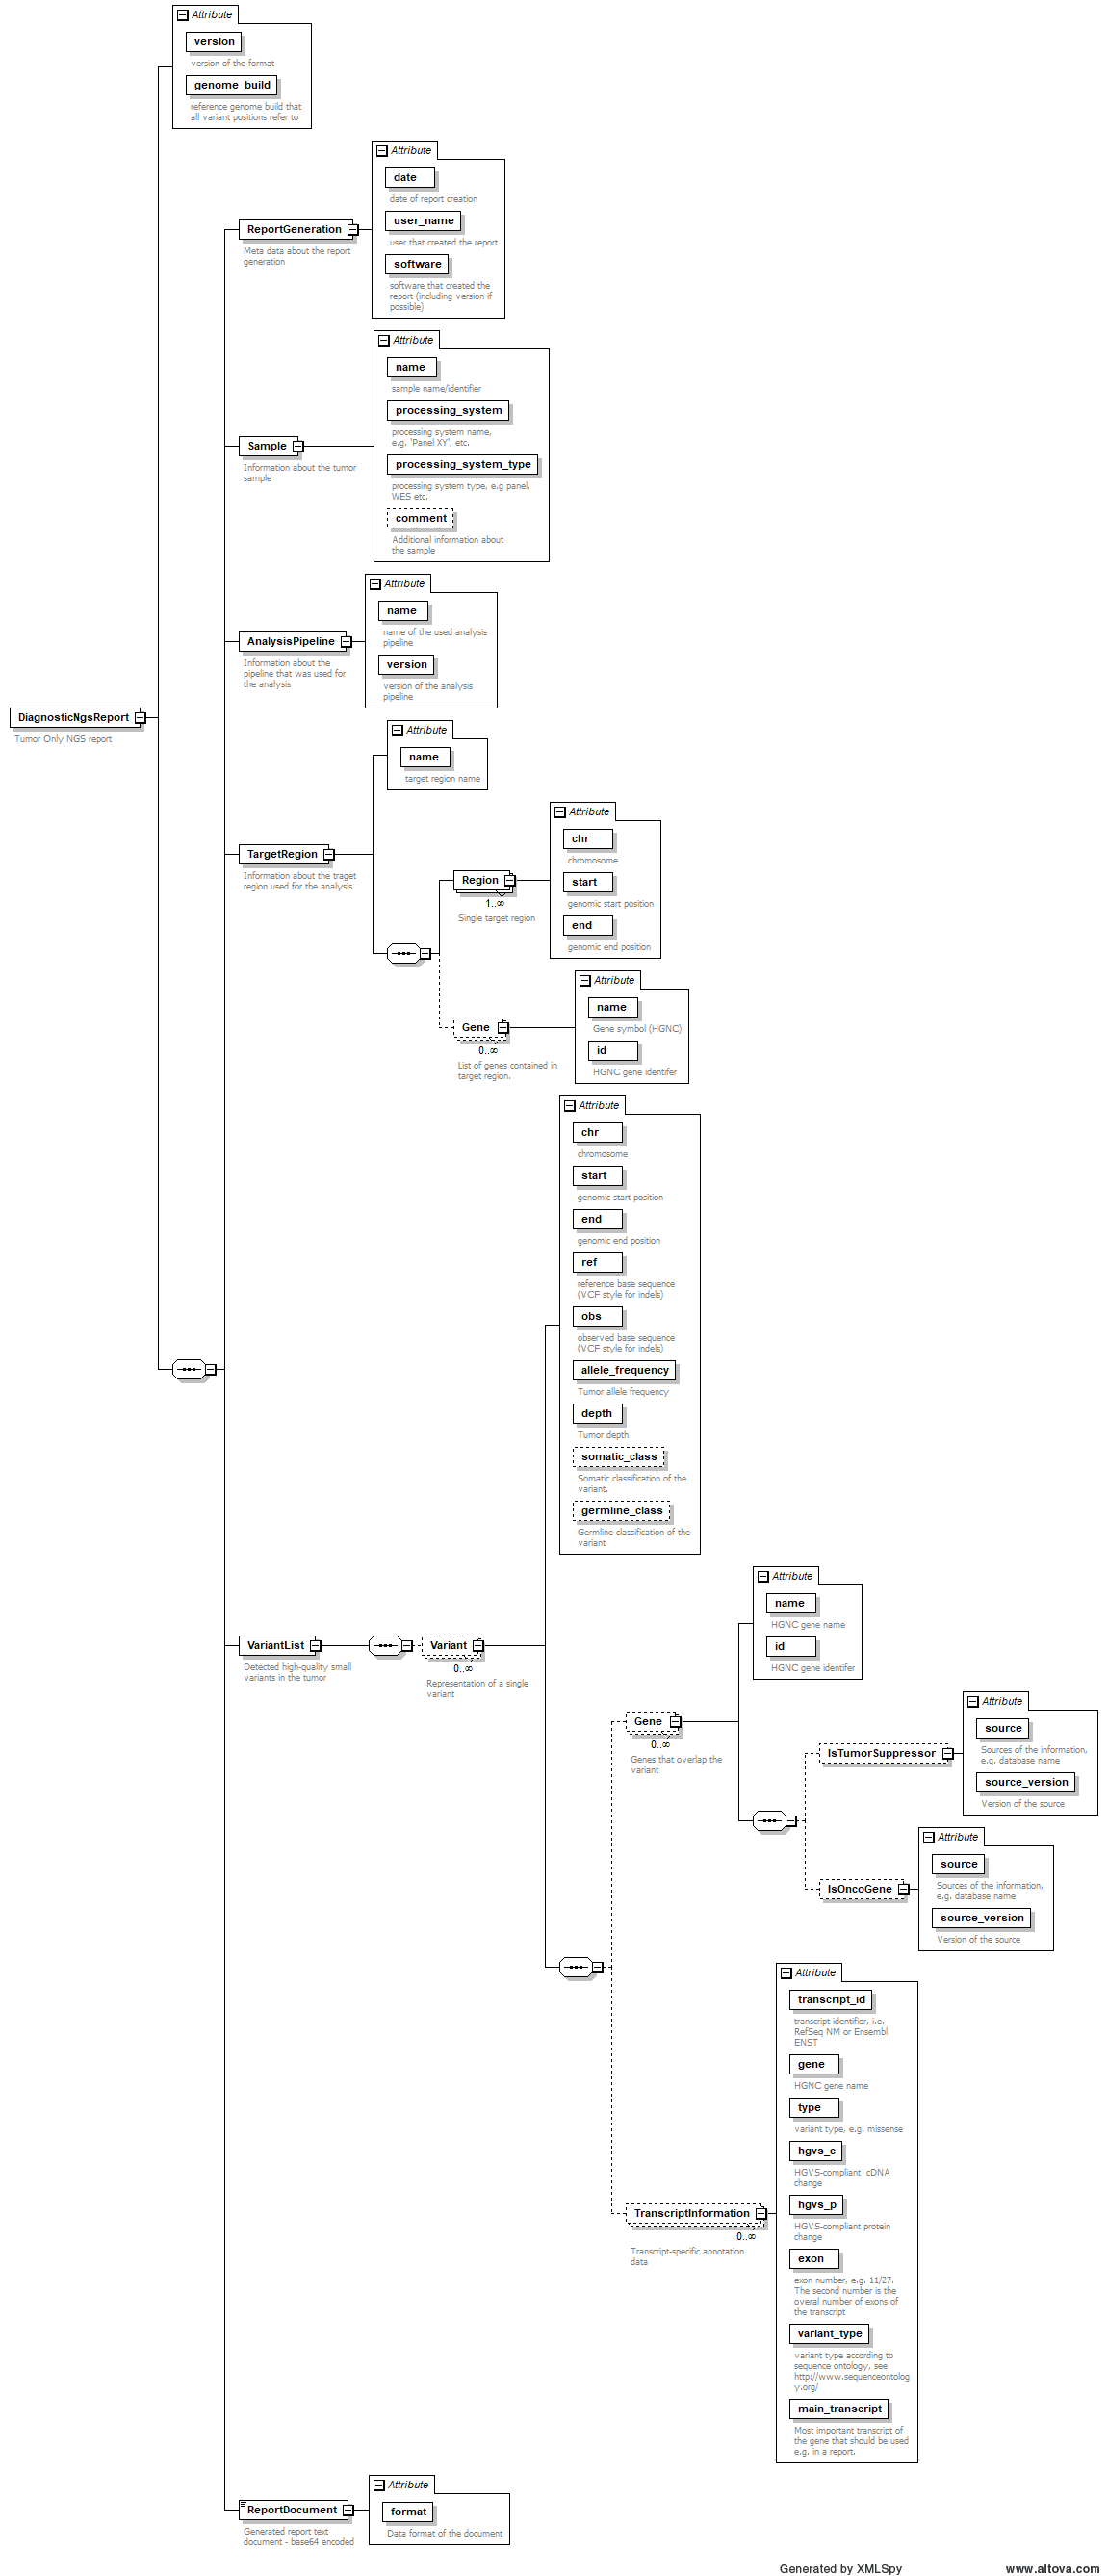 Attribute
version
version of the format
genome_build
reference genome build that
all variant positions refer to
Attribute
date
date of report creation
user_name
user that created the report
software
software that created the
report (including version if
possible)
ReportGeneration
Meta data about the report
generation
Attribute
name
sample name/identifier
processing_system
processing system name,
e.g. 'Panel XY', etc.
processing_system_type
processing system type, e.g panel,
WES etc.
comment
Additional information about
the sample
Sample
Information about the tumor
sample
Attribute
name
name of the used analysis
pipeline
version
version of the analysis
pipeline
AnalysisPipeline
Information about the
pipeline that was used for
the analysis
DiagnosticNgsReport
Tumor Only NGS report
Attribute
name
target region name
TargetRegion
Information about the traget
region used for the analysis
Attribute
chr
chromosome
start
genomic start position
end
genomic end position
Region
1..∞
Single target region
Attribute
name
Gene symbol (HGNC)
id
HGNC gene identifer
Gene
0..∞
List of genes contained in
target region.
Attribute
chr
chromosome
start
genomic start position
end
genomic end position
ref
reference base sequence
(VCF style for indels)
obs
observed base sequence
(VCF style for indels)
allele_frequency
Tumor allele frequency
depth
Tumor depth
somatic_class
Somatic classification of the
variant.
germline_class
Germline classification of the
variant
VariantList
Detected high-quality small
variants in the tumor
Variant
0..∞
Representation of a single
variant
Attribute
name
HGNC gene name
id
HGNC gene identifer
Gene
0..∞
Genes that overlap the
variant
Attribute
source
Sources of the information,
e.g. database name
source_version
Version of the source
IsTumorSuppressor
Attribute
source
Sources of the information,
e.g. database name
source_version
Version of the source
IsOncoGene
Attribute
transcript_id
transcript identifier, i.e.
RefSeq NM or Ensembl
ENST
gene
HGNC gene name
type
variant type, e.g. missense
hgvs_c
HGVS-compliant cDNA
change
hgvs_p
HGVS-compliant protein
change
exon
exon number, e.g. 11/27.
The second number is the
overal number of exons of
the transcript
variant_type
variant type according to
sequence ontology, see
http://www.sequenceontolog
y.org/
main_transcript
Most important transcript of
the gene that should be used
e.g. in a report.
TranscriptInformation
0..∞
Transcript-specific annotation
data
Attribute
format
Data format of the document
ReportDocument
Generated report text
document - base64 encoded
Generated by XMLSpy
www.altova.com